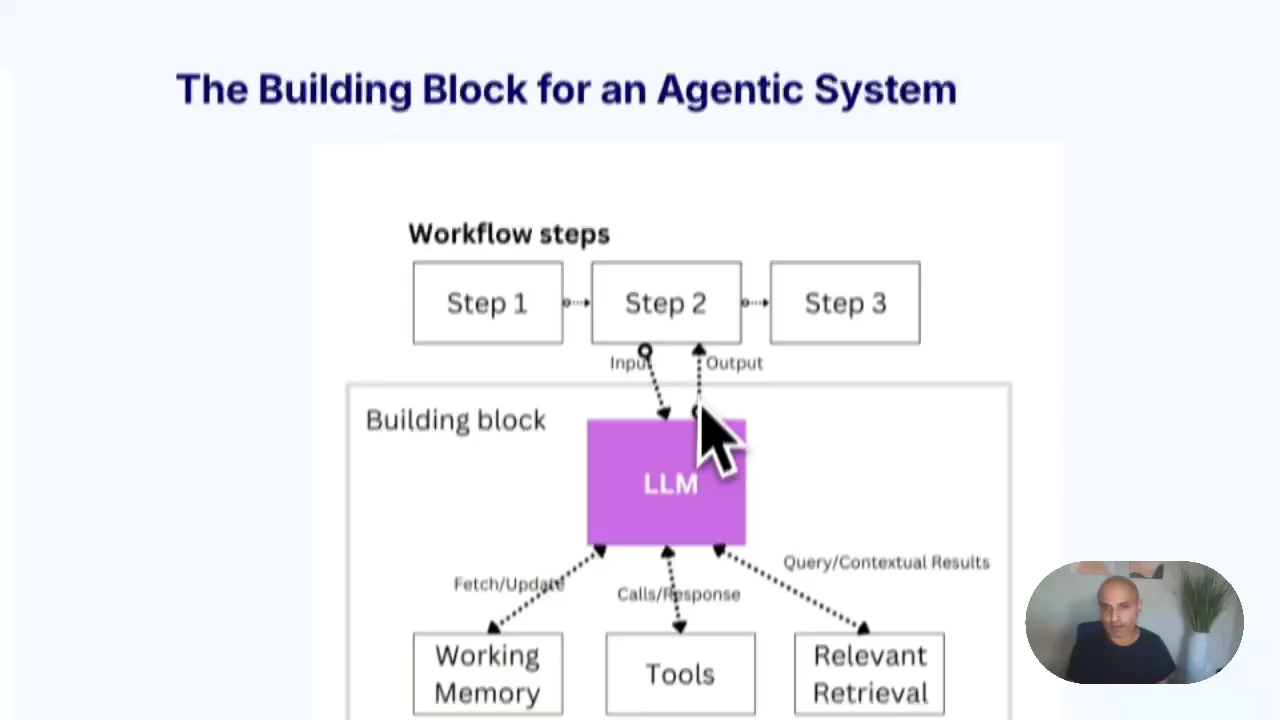 The Building Block for an Agentic System
Workflow steps
Step 1
Step 2
Step 3
Input
Output
Building block
LLM
Query/Contextual Results
Fetch/Update
Calls/Response
Working
Memory
Tools
Relevant
Retrieval